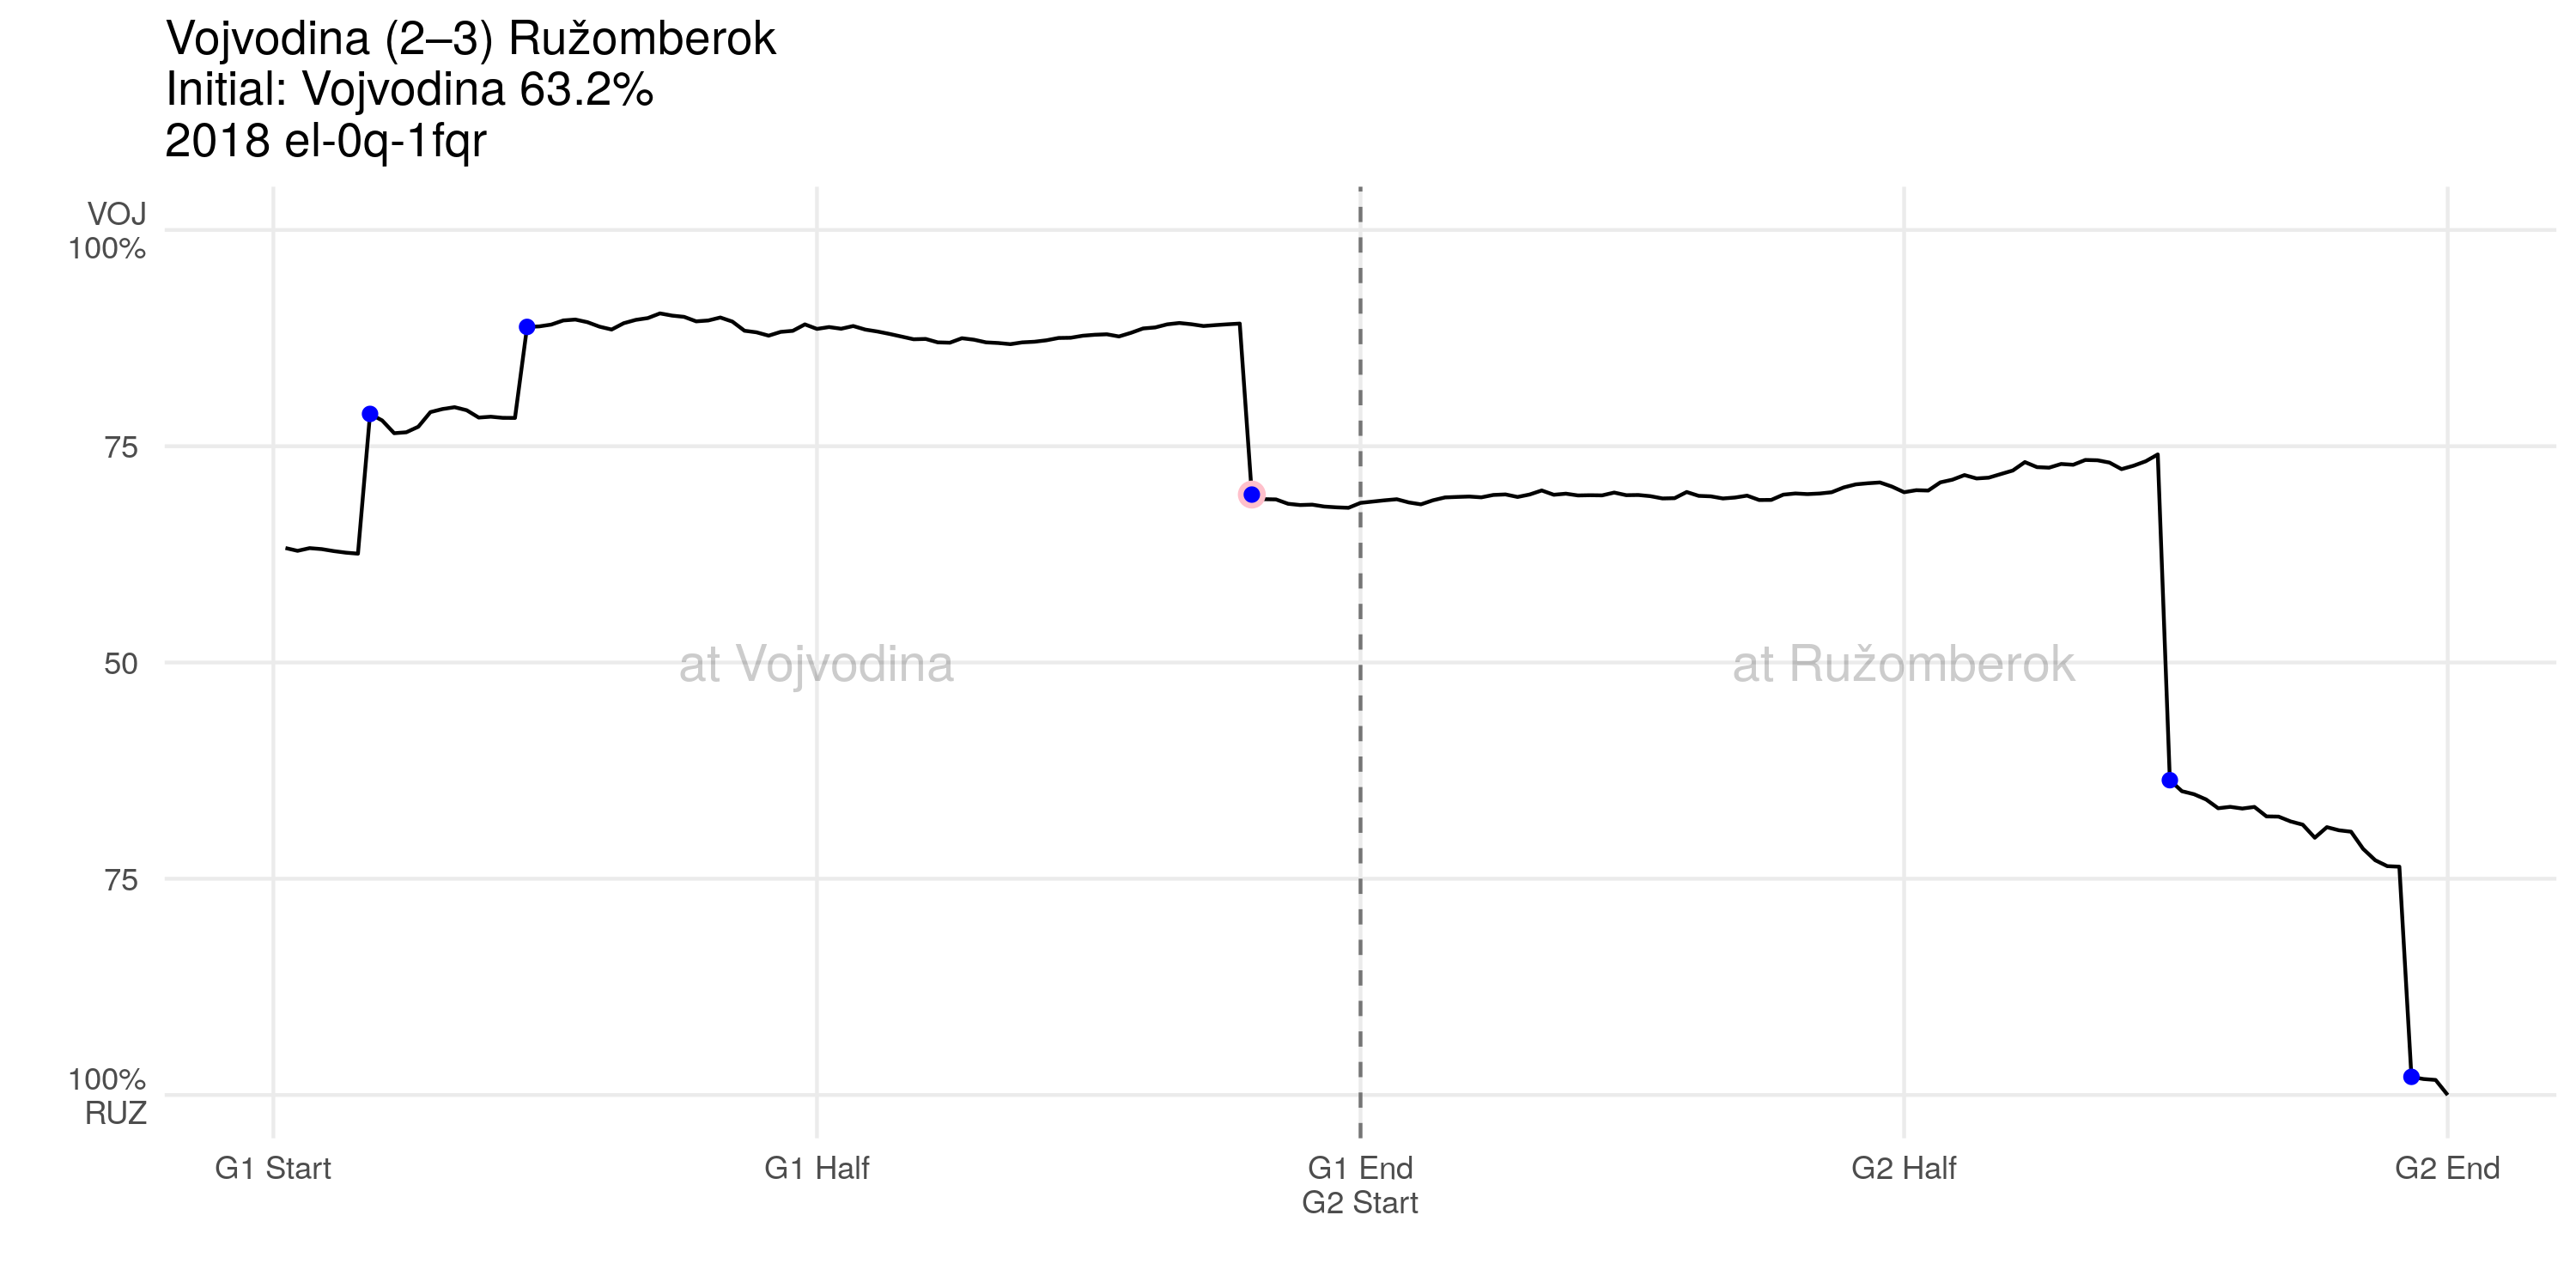 Vojvodina (2–3) Ružomberok
Initial: Vojvodina 63.2%
2018 el-0q-1fqr
VOJ
100%
75
50
75
100%
RUZ
at Vojvodina
at Ružomberok
G1 Start
G1 Half
G1 End
G2 Start
G2 Half
G2 End